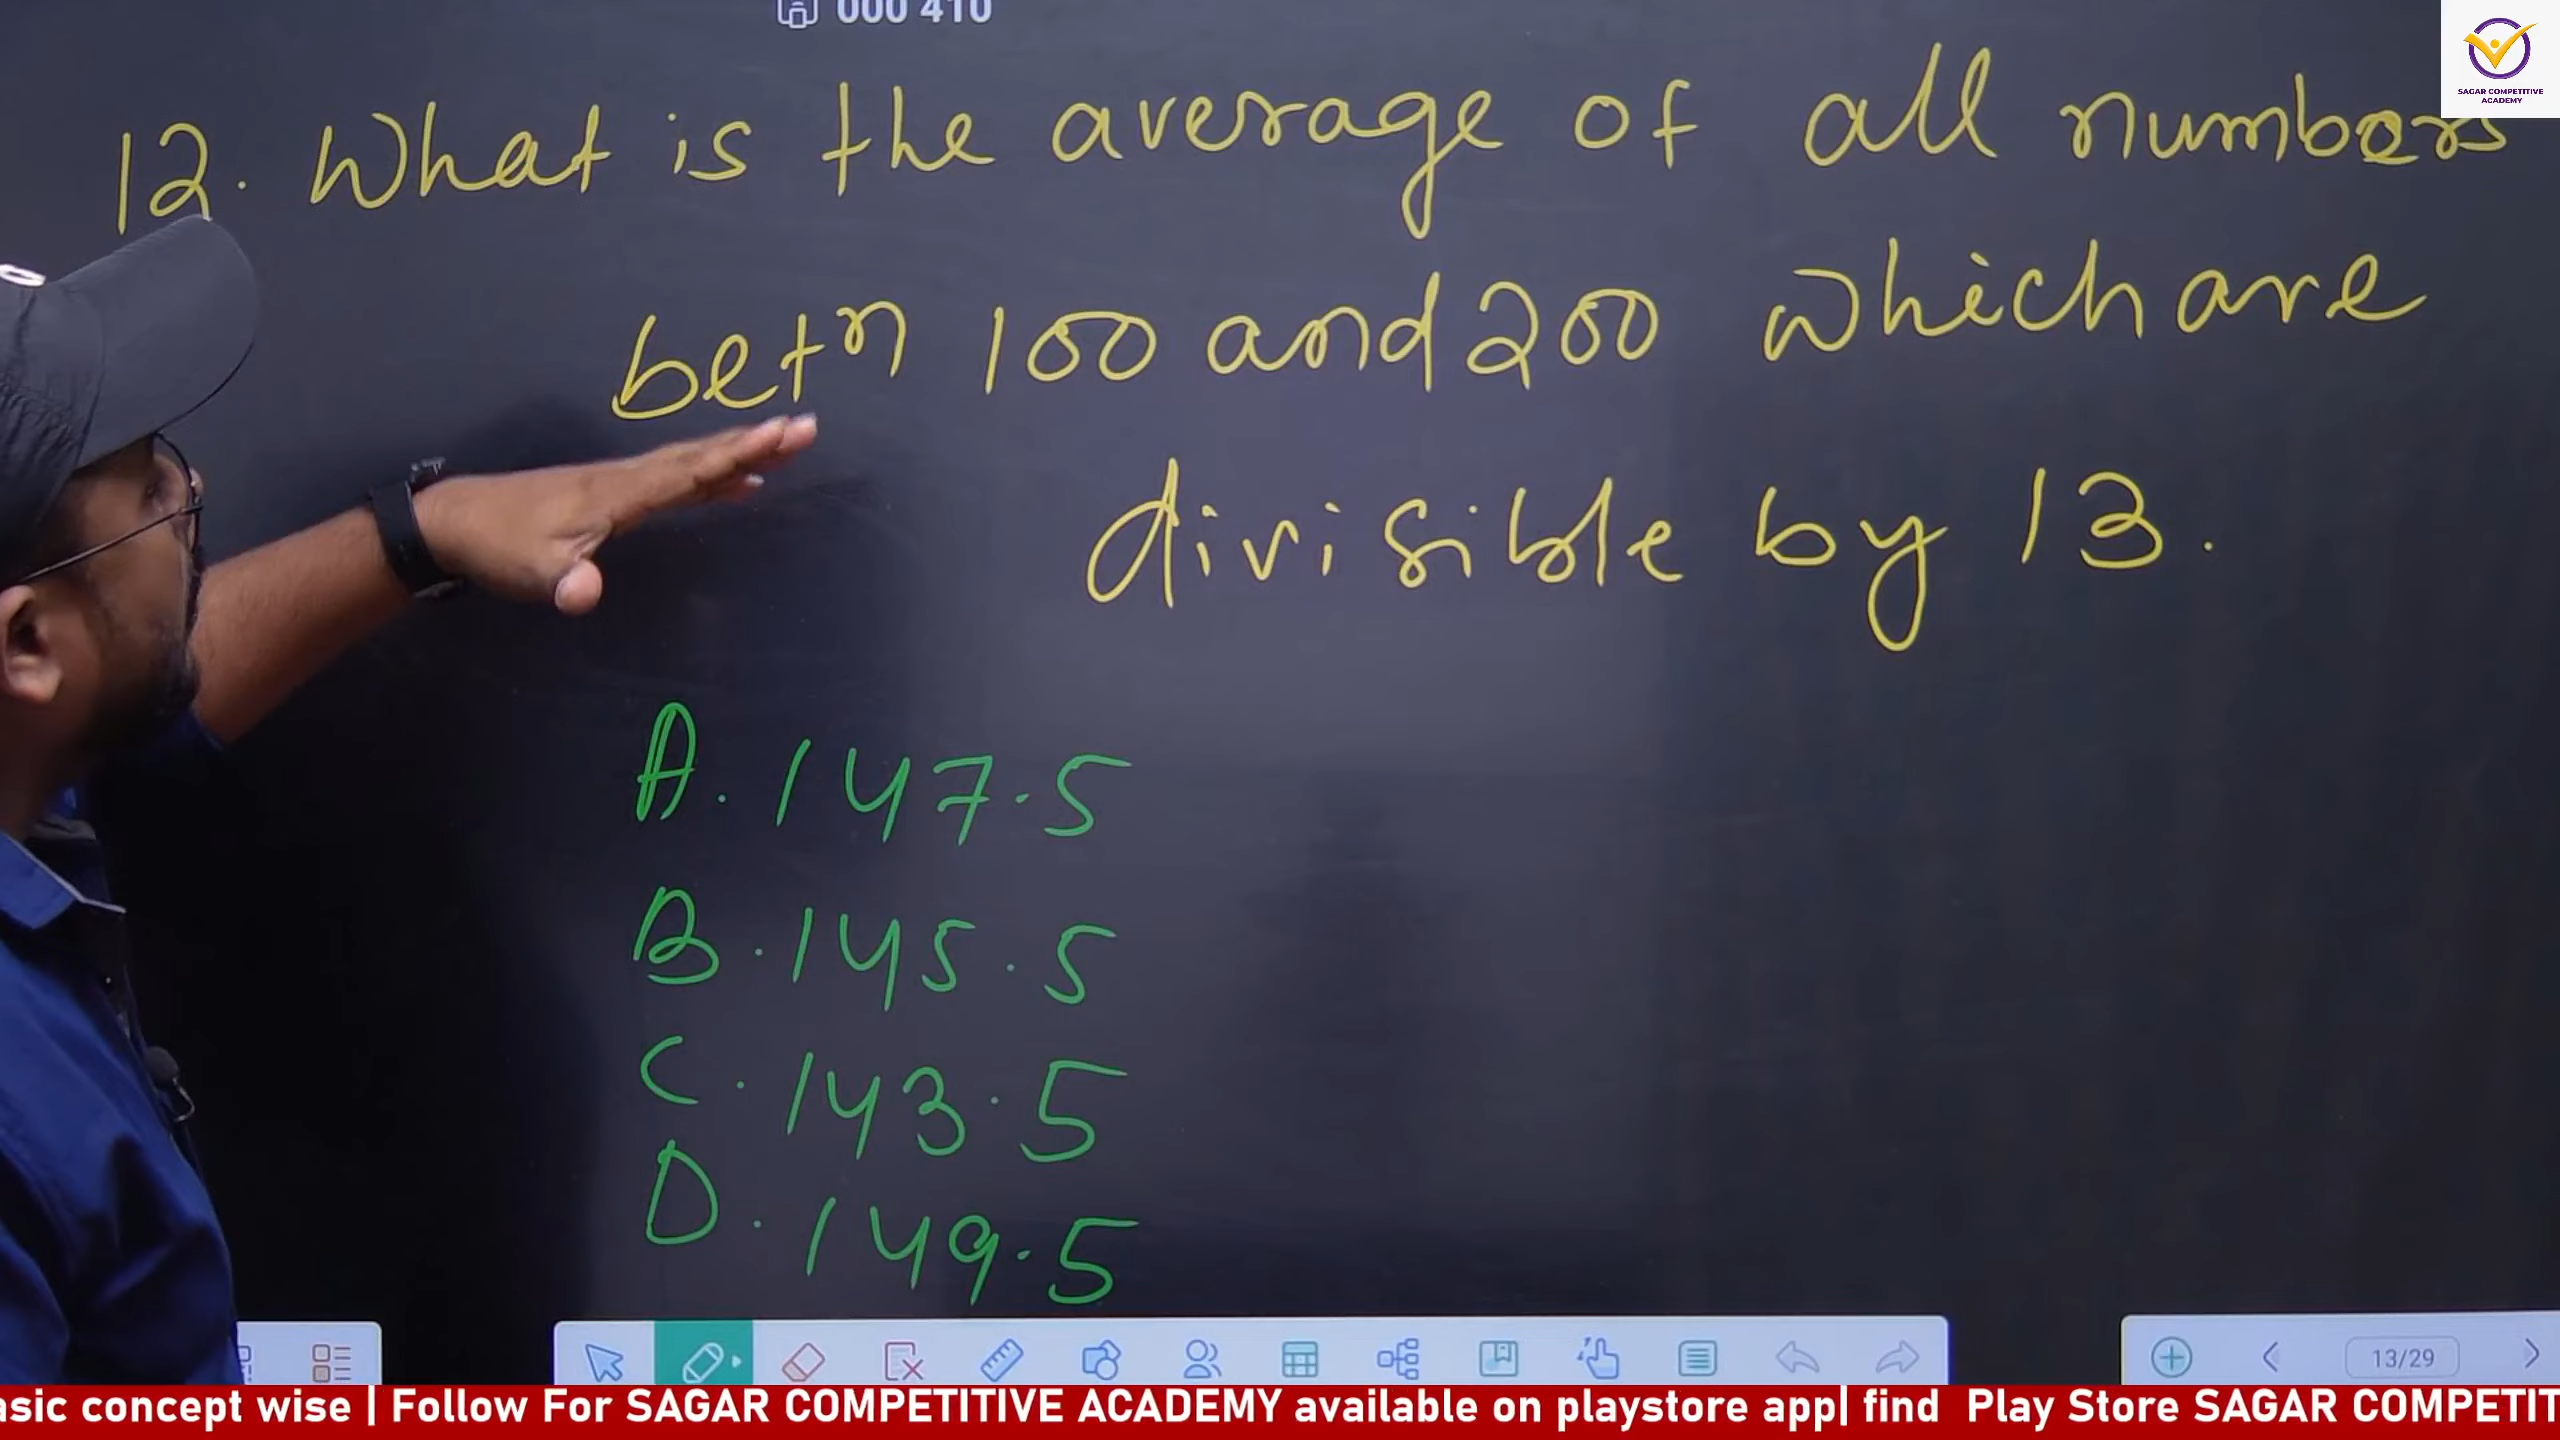 000 410
SAGAR COMPETITIVE
ACADEMY
12. What is the average of all numbers
betn 100 and 200 which are
divisible by 13.
A. 147.5
B. 145.5
C. 143.5
D. 149.5
13/29
asic concept wise | Follow For SAGAR COMPETITIVE ACADEMY available on playstore app| find Play Store SAGAR COMPETIT